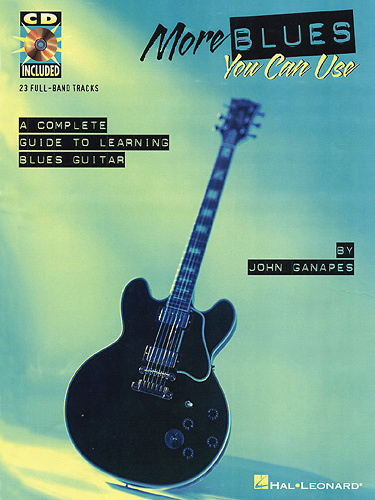 CD
INCLUDED
23 FULL-BAND TRACKS
More BLUES
You Can Use
A COMPLETE
GUIDE TO LEARNING
BLUES GUITAR
BY
JOHN GANAPES
HAL•LEONARD®